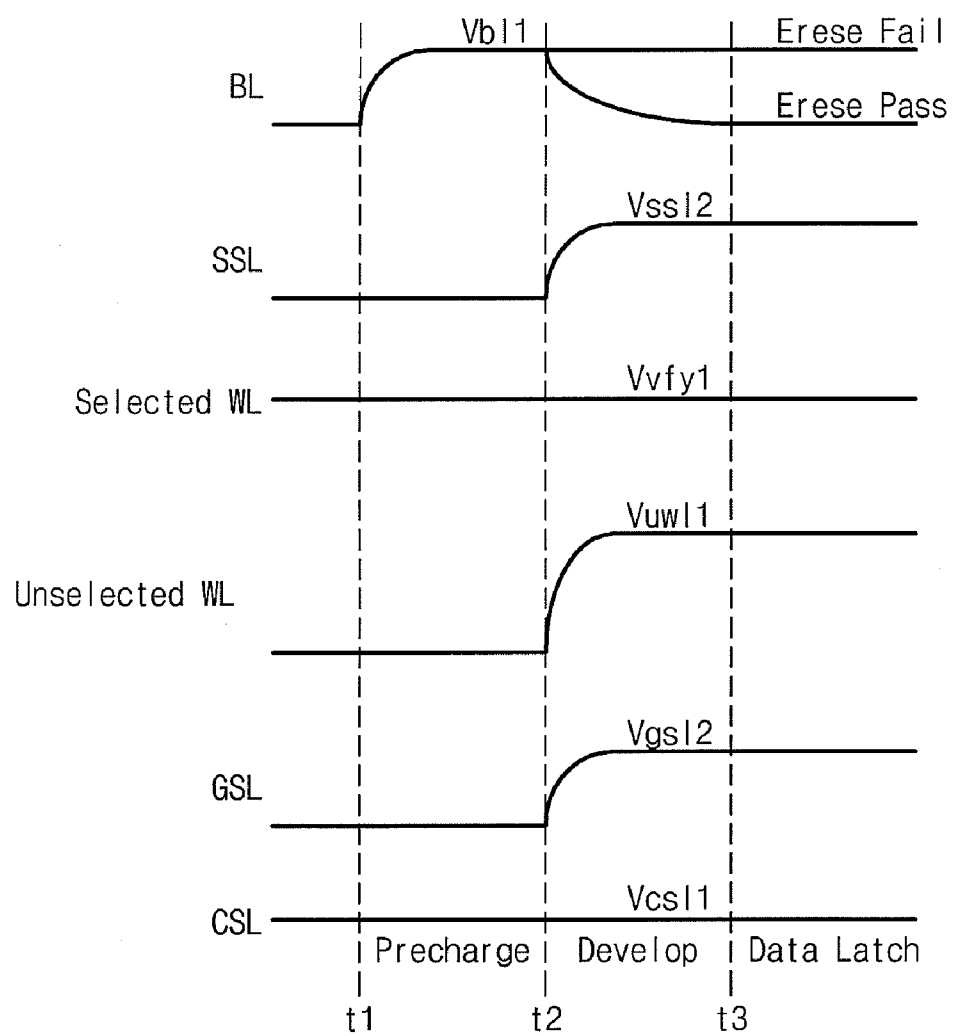 Vbl1 Erese Fail
BL
Erese Pass
Vssl2
SSL
Vvfy1
Selected WL
Vuwl1
Unselected WL
Vgsl2
GSL
Vcsl1
CSL
Precharge Develop Data Latch
t1 t2 t3